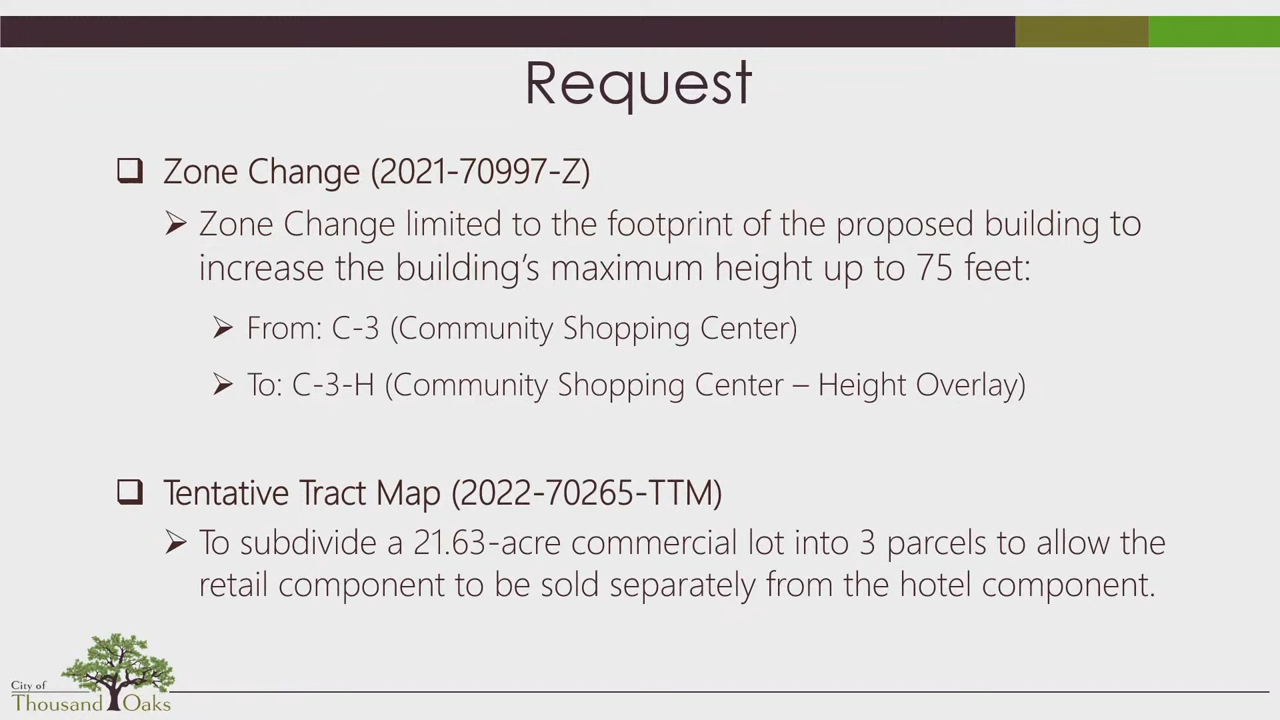 Request
Zone Change (2021-70997-Z)
Zone Change limited to the footprint of the proposed building to
increase the building's maximum height up to 75 feet:
From: C-3 (Community Shopping Center)
To: C-3-H (Community Shopping Center – Height Overlay)
Tentative Tract Map (2022-70265-TTM)
To subdivide a 21.63-acre commercial lot into 3 parcels to allow the
retail component to be sold separately from the hotel component.
City of
Thousand Oaks